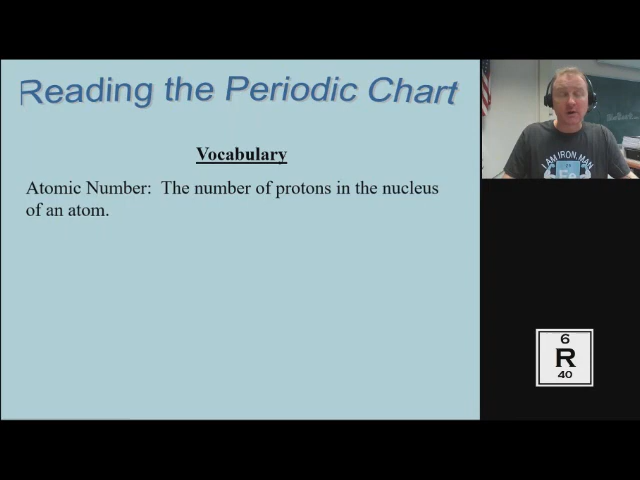 Reading the Periodic Chart
Vocabulary
Atomic Number: The number of protons in the nucleus
of an atom.
I AM IRON MAN
Fe
6
R
40